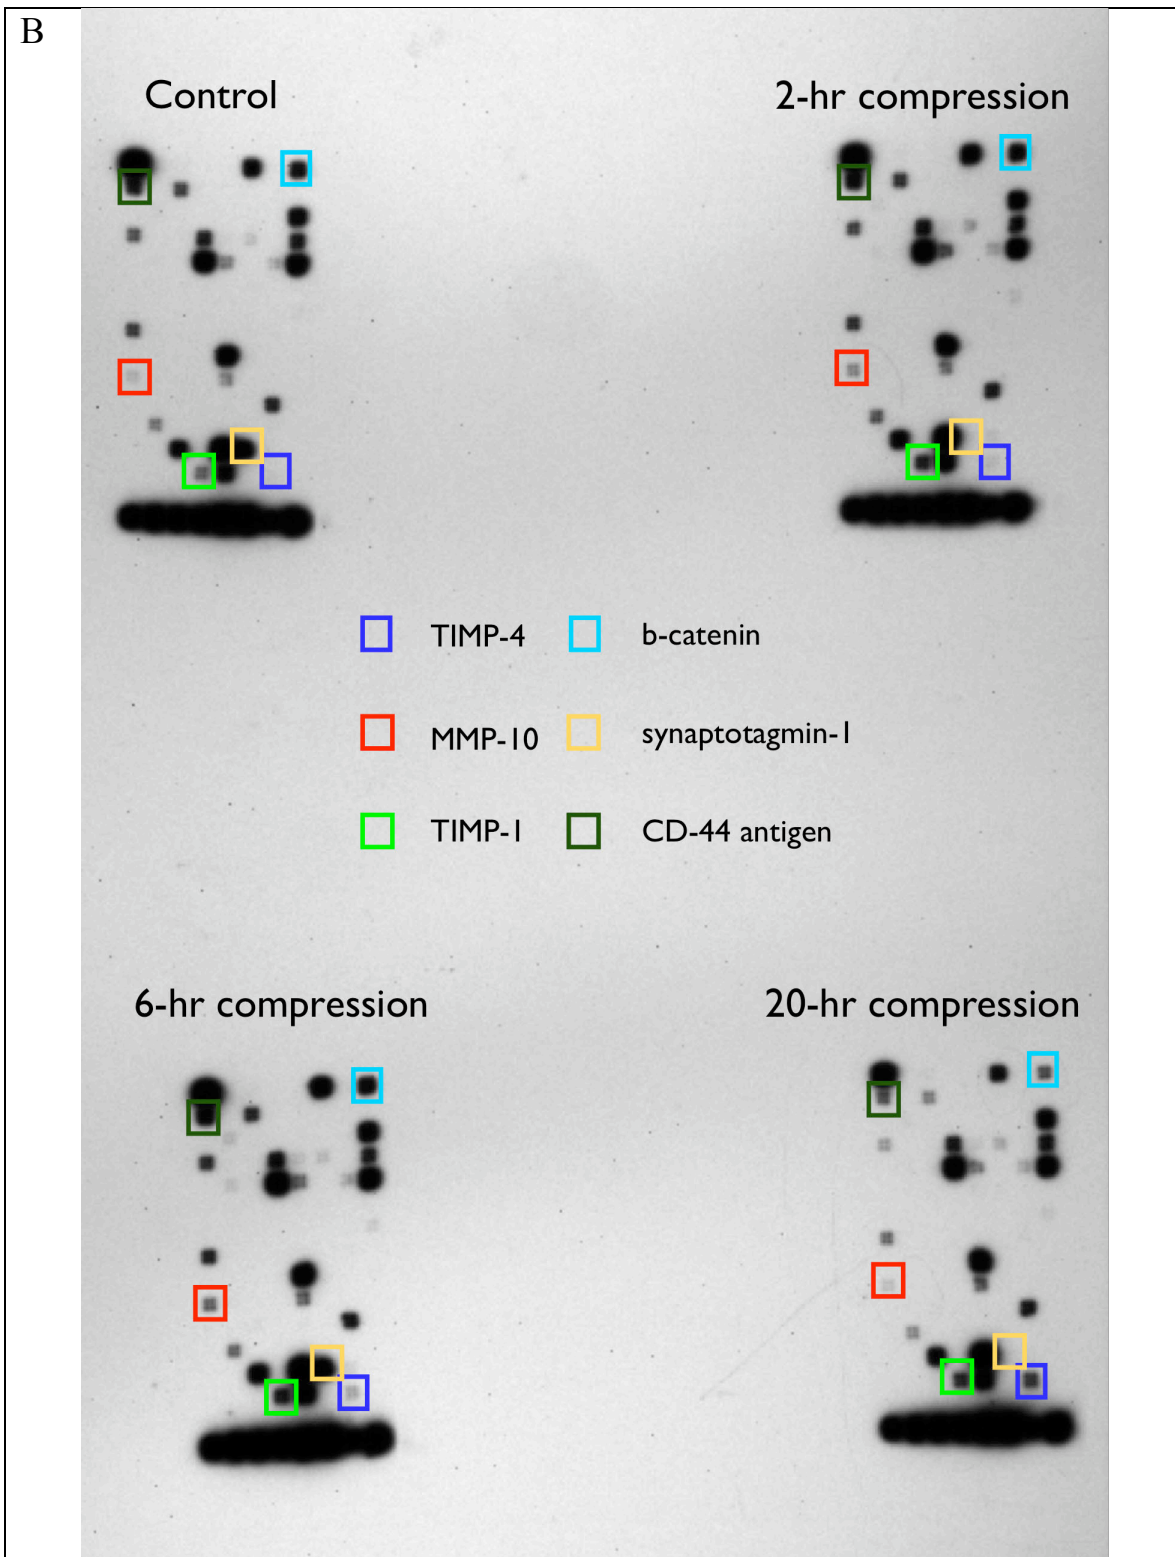 B
Control
2-hr compression
TIMP-4
b-catenin
MMP-10
synaptotagmin-1
TIMP-1
CD-44 antigen
6-hr compression
20-hr compression